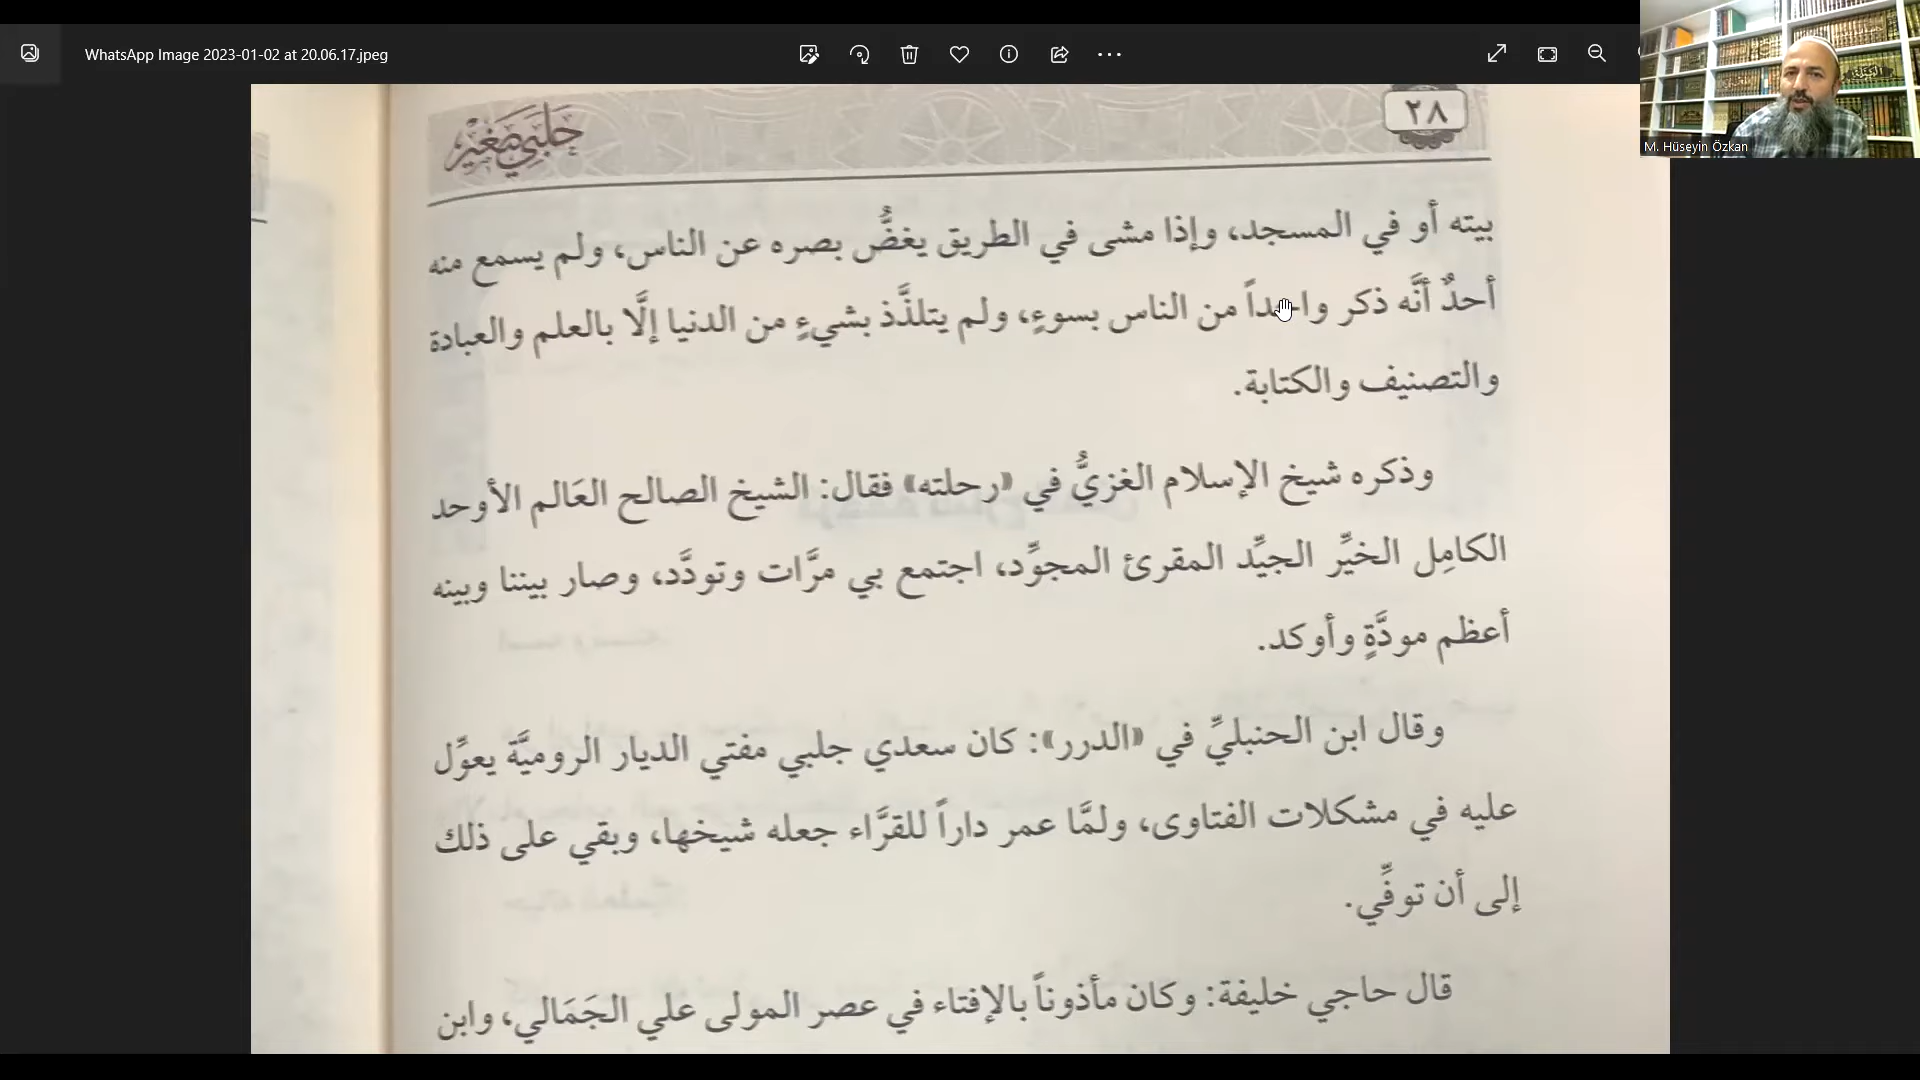 WhatsApp Image 2023-01-02 at 20.06.17.jpeg
M. Hüseyin Özkan
٢٨
حلبي صغير
بيته أو في المسجد، وإذا مشى في الطريق يغضُّ بصره عن الناس، ولم يسمع منه
أحدٌ أنَّه ذكر واحداً من الناس بسوءٍ، ولم يتلذَّذ بشيءٍ من الدنيا إلَّا بالعلم والعبادة
والتصنيف والكتابة.
وذكره شيخ الإسلام الغزيُّ في «رحلته» فقال: الشيخ الصالح العَالم الأوحد
الكامِل الخيِّر الجيِّد المقرئ المجوِّد، اجتمع بي مرَّات وتودَّد، وصار بيننا وبينه
أعظم مودَّةٍ وأوكد.
وقال ابن الحنبليِّ في «الدرر»: كان سعدي جلبي مفتي الديار الروميَّة يعوِّل
عليه في مشكلات الفتاوى، ولمَّا عمر داراً للقرَّاء جعله شيخها، وبقي على ذلك
إلى أن توفِّي.
قال حاجي خليفة: وكان مأذوناً بالإفتاء في عصر المولى علي الجَمَالي، وابن